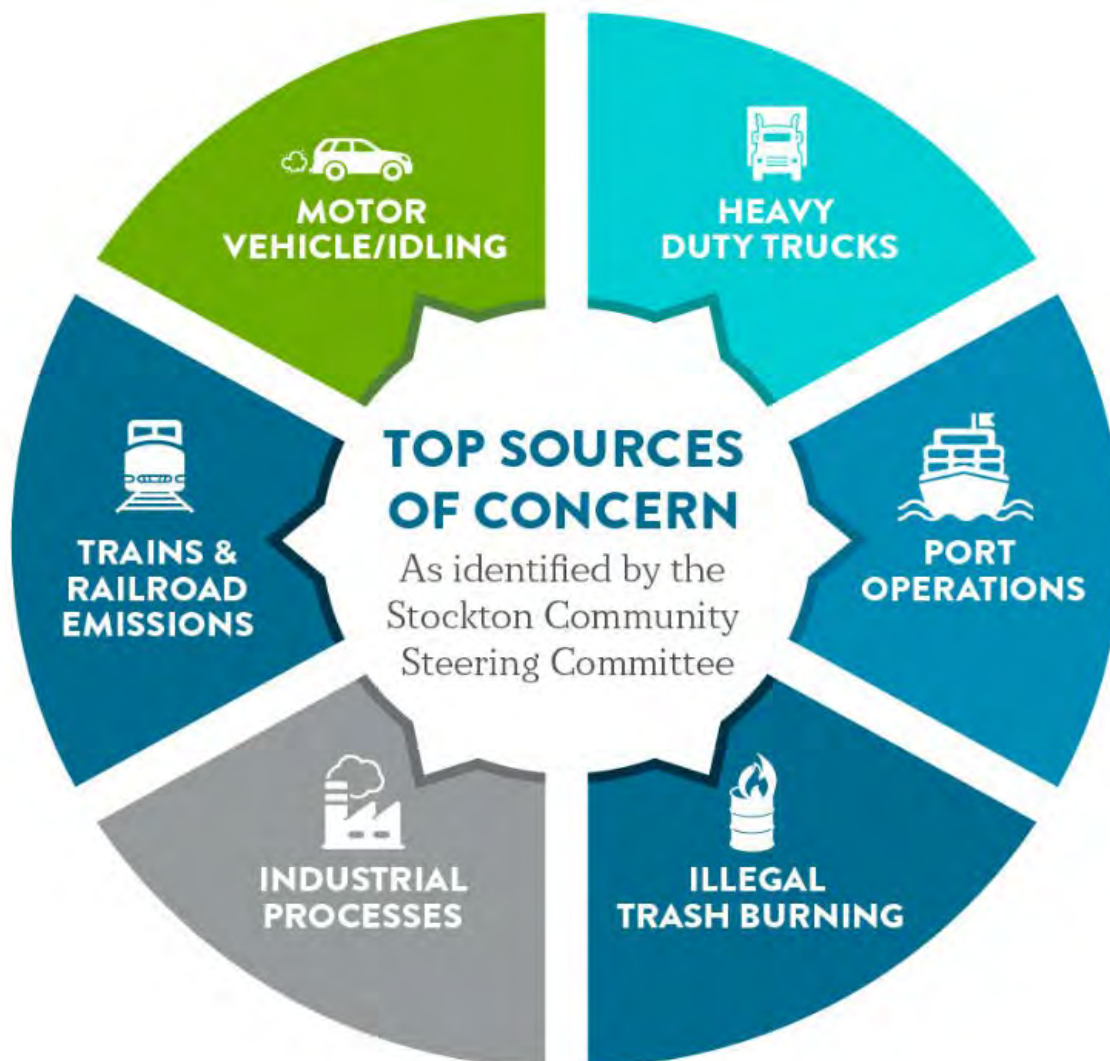 MOTOR
VEHICLE/IDLING
HEAVY
DUTY TRUCKS
TOP SOURCES
OF CONCERN
As identified by the
Stockton Community
Steering Committee
TRAINS &
RAILROAD
EMISSIONS
PORT
OPERATIONS
INDUSTRIAL
PROCESSES
ILLEGAL
TRASH BURNING